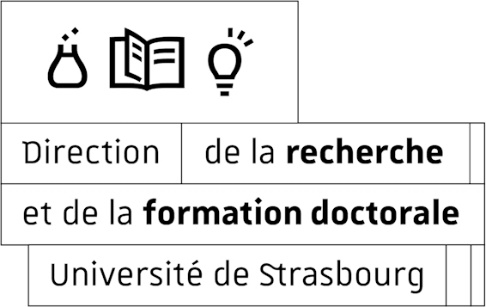 Direction de la recherche
et de la formation doctorale
Université de Strasbourg